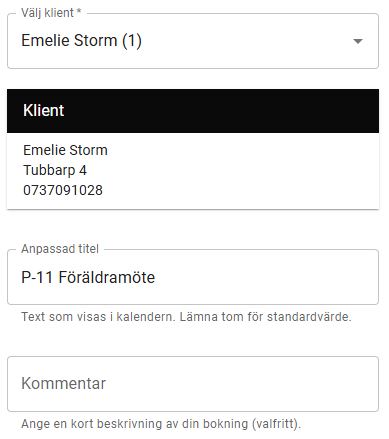 Välj klient *
Emelie Storm (1)
Klient
Emelie Storm
Tubbarp 4
0737091028
Anpassad titel
P-11 Föräldramöte
Text som visas i kalendern. Lämna tom för standardvärde.
Kommentar
Ange en kort beskrivning av din bokning (valfritt).